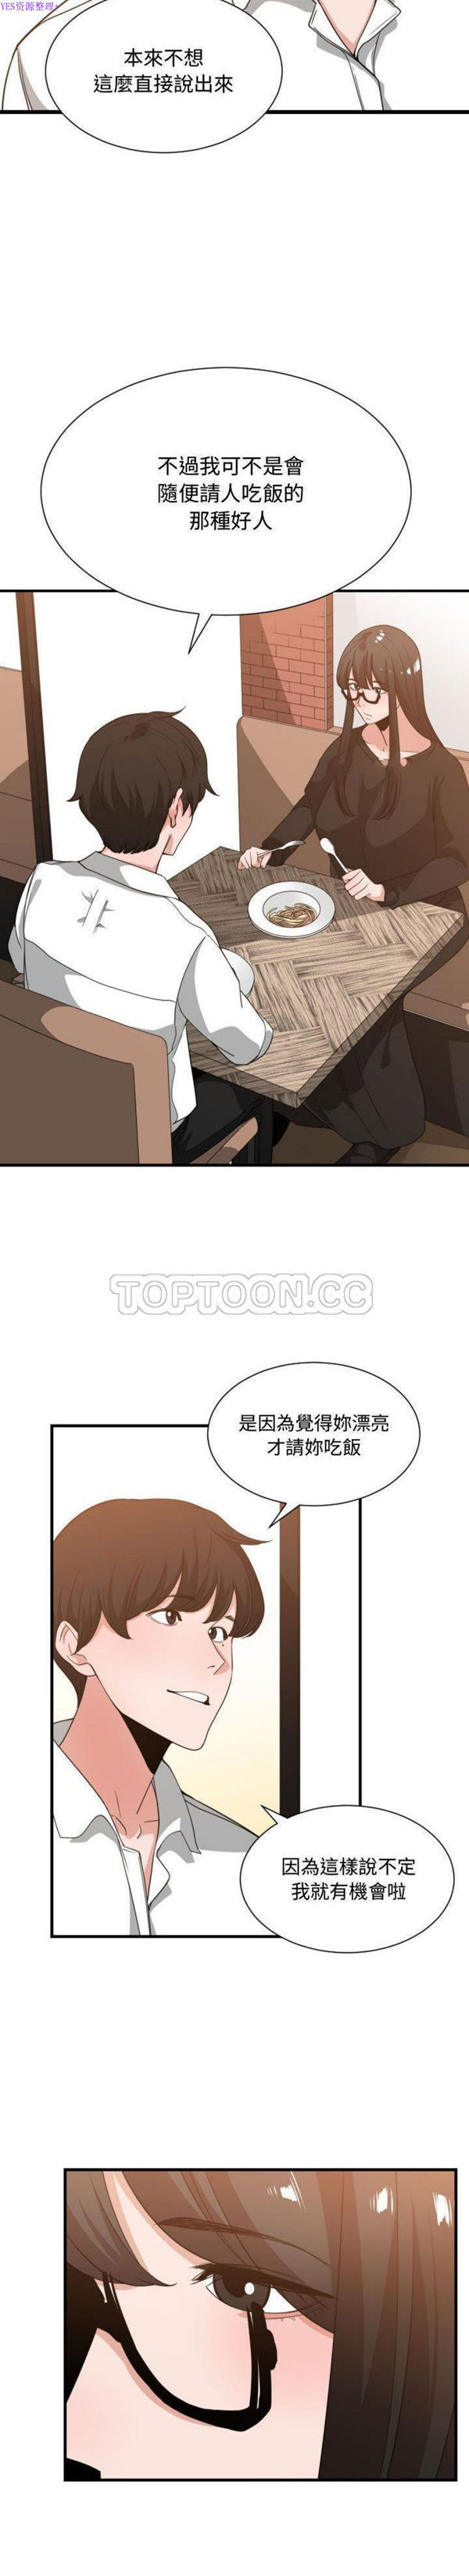 YES资源整理
本來不想
這麼直接說出來
不過我可不是會
隨便請人吃飯的
那種好人
TOPTOON.CC
是因為覺得妳漂亮
才請妳吃飯
因為這樣說不定
我就有機會啦